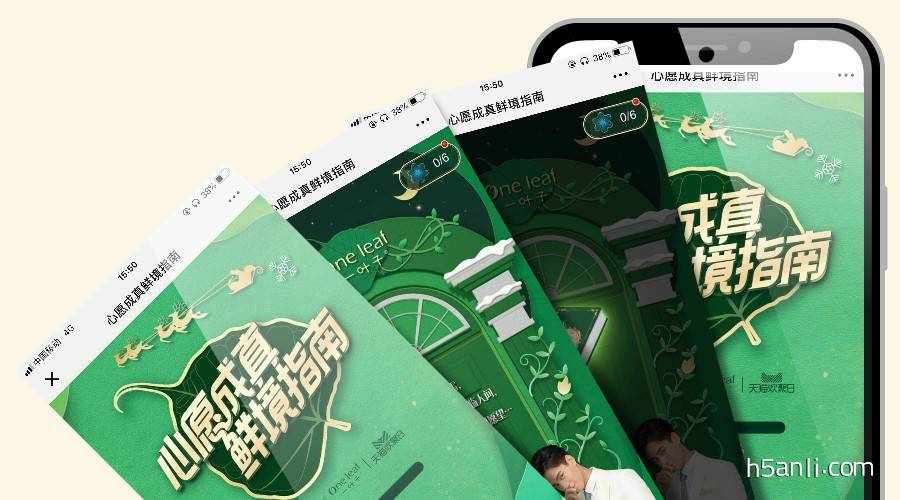 中国移动 4G
15:50
38%
心愿成真鲜境指南
心愿成真
鲜境指南
One leaf
一叶子
天猫欢聚日
15:50
38%
心愿成真鲜境指南
0/6
One leaf
一叶子
15:50
38%
心愿成真鲜境指南
0/6
One leaf
一叶子
心愿成真鲜境指南
成真
境指南
leaf
天猫欢聚日
h5anli.com